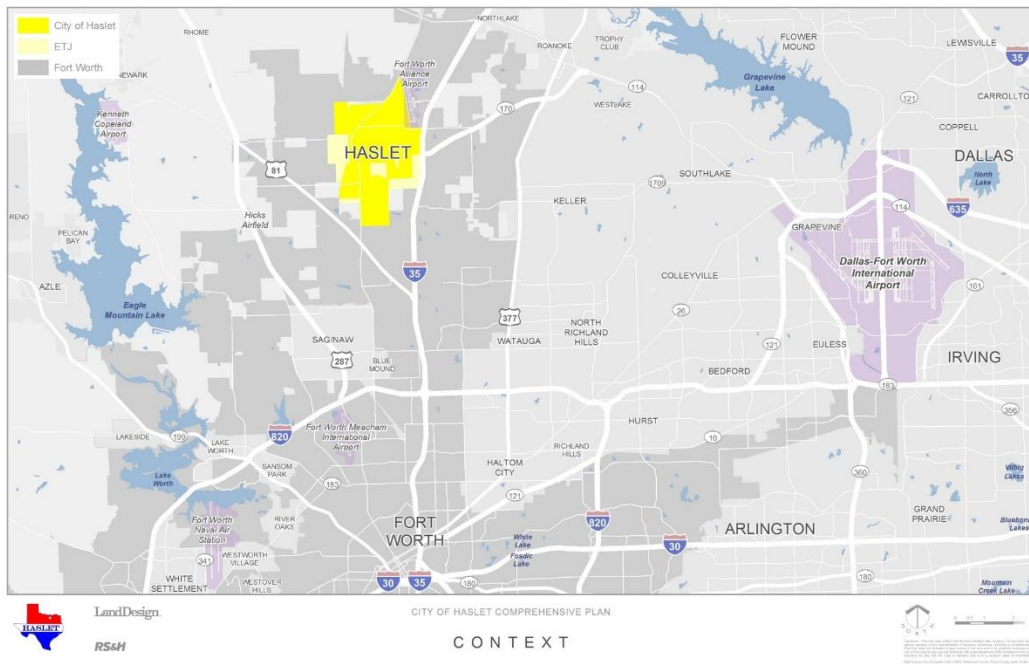 City of Haslet
ETJ
Fort Worth
RHOME
NORTHLAKE
ROANOKE
TROPHY
CLUB
FLOWER
MOUND
LEWISVILLE
35
NEWARK
Fort Worth
Alliance
Airport
Grapevine
Lake
114
WESTLAKE
121
CARROLLTO
170
Kenneth
Copeland
Airport
COPPELL
HASLET
DALLAS
81
SOUTHLAKE
North
Lake
1709
KELLER
114
635
RENO
Hicks
Airfield
PELICAN
BAY
GRAPEVINE
Dallas-Fort Worth
International
Airport
35
COLLEYVILLE
161
AZLE
Eagle
Mountain Lake
26
377
NORTH
RICHLAND
HILLS
SAGINAW
WATAUGA
121
EULESS
287
BLUE
MOUND
IRVING
BEDFORD
183
356
Fort Worth Meacham
International
Airport
HURST
LAKESIDE
199
820
LAKE
WORTH
10
RICHLAND
HILLS
SANSOM
PARK
HALTOM
CITY
Lake
Worth
183
360
Vilbig
Lakes
121
Fort Worth
Naval Air
Station
RIVER
OAKS
GRAND
PRAIRIE
FORT
WORTH
820
ARLINGTON
White
Lake
Fosdic
Lake
30
341
WESTWORTH
VILLAGE
WHITE
SETTLEMENT
WESTOVER
HILLS
30
35
180
180
Mountain
Creek Lake
HASLET
LandDesign
RS&H
CITY OF HASLET COMPREHENSIVE PLAN
CONTEXT
NORTH